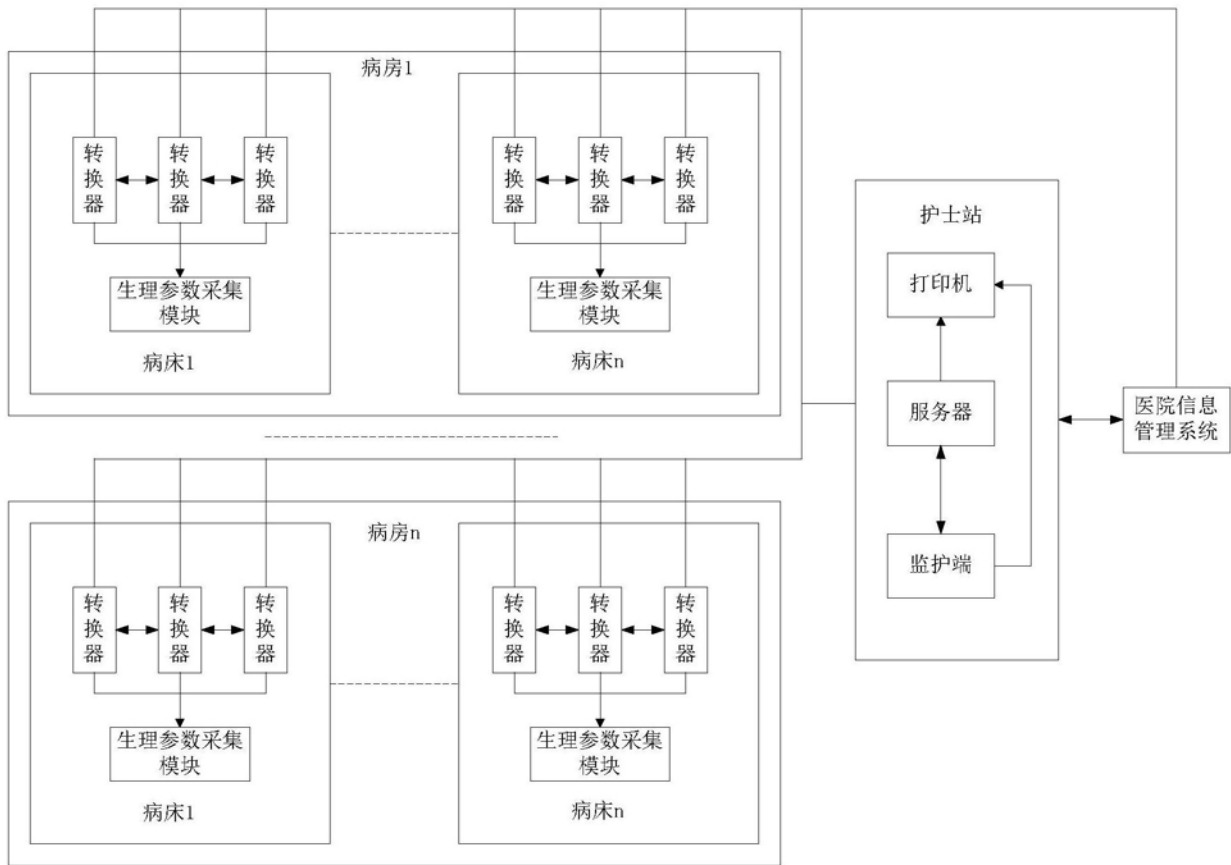 病房1
转换器
转换器
转换器
生理参数采集
模块
病床1
转换器
转换器
转换器
生理参数采集
模块
病床n
病房n
转换器
转换器
转换器
生理参数采集
模块
病床1
转换器
转换器
转换器
生理参数采集
模块
病床n
护士站
打印机
服务器
监护端
医院信息
管理系统